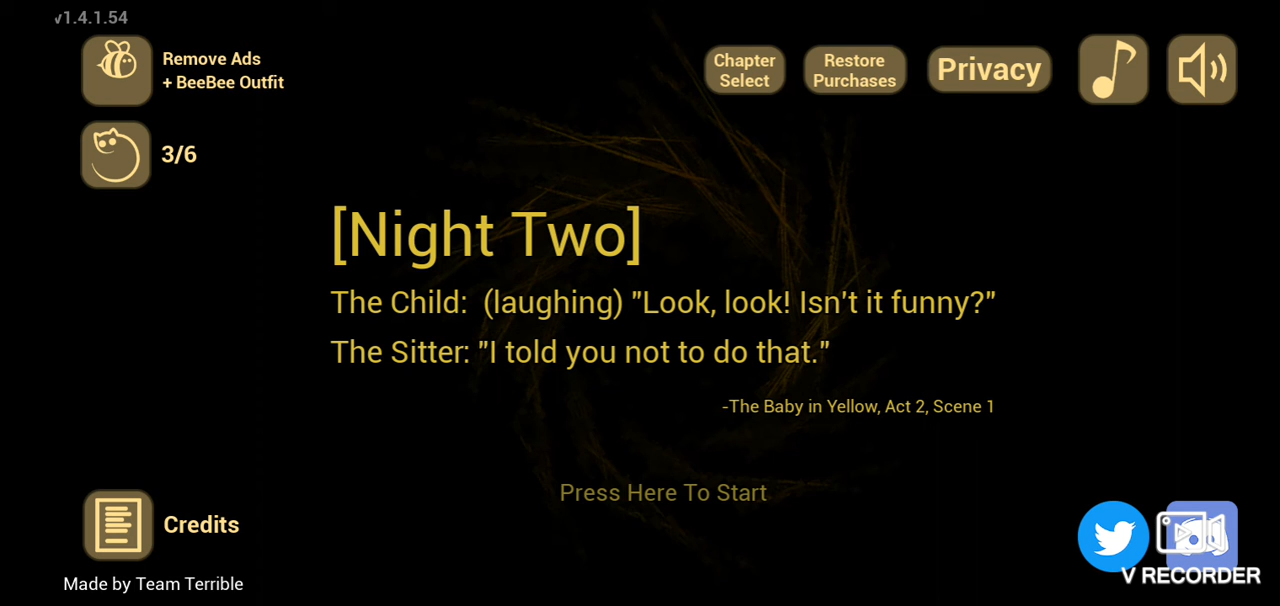 v1.4.1.54
Remove Ads
+ BeeBee Outfit
Chapter
Select
Restore
Purchases
Privacy
3/6
[Night Two]
The Child:  (laughing) "Look, look! Isn't it funny?"
The Sitter: "I told you not to do that."
-The Baby in Yellow, Act 2, Scene 1
Press Here To Start
Credits
Made by Team Terrible
V RECORDER